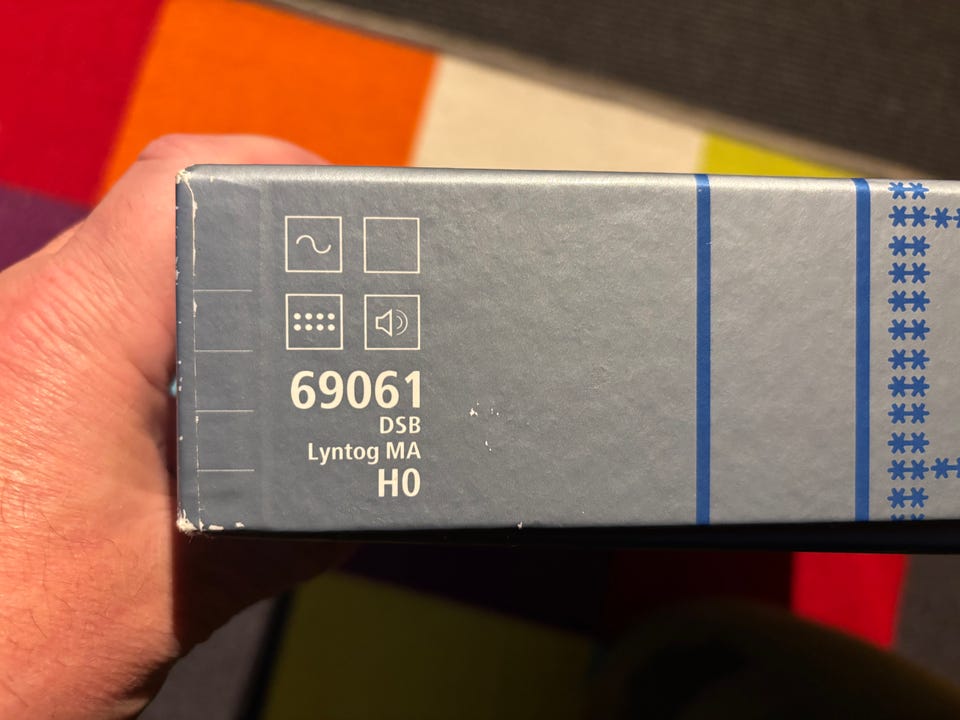 69061
DSB
Lyntog MA
H0